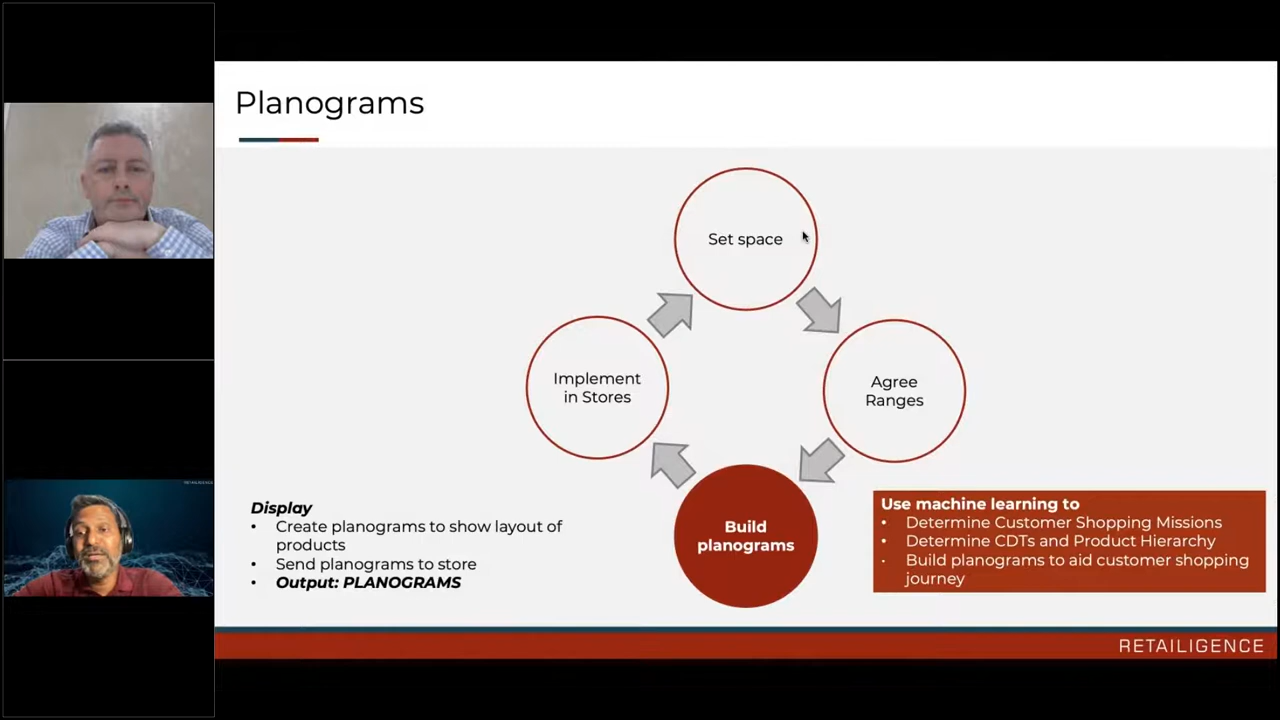 Planograms
Set space
Agree
Ranges
Implement
in Stores
Build
planograms
Display
• Create planograms to show layout of
products
• Send planograms to store
• Output: PLANOGRAMS
Use machine learning to
• Determine Customer Shopping Missions
• Determine CDTs and Product Hierarchy
• Build planograms to aid customer shopping
journey
RETAILIGENCE
RETAILIGENCE